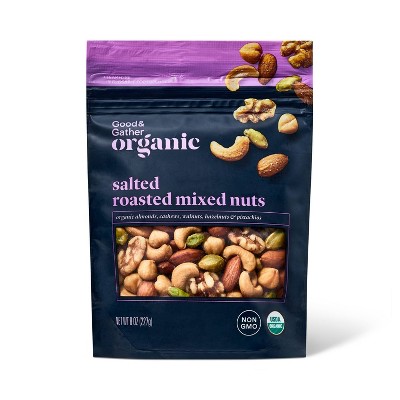 Good&
Gather
organic
salted
roasted mixed nuts
organic almonds, cashews, walnuts, hazelnuts & pistachios
NET WT 8 OZ (227g)
NON
GMO
USDA
ORGANIC